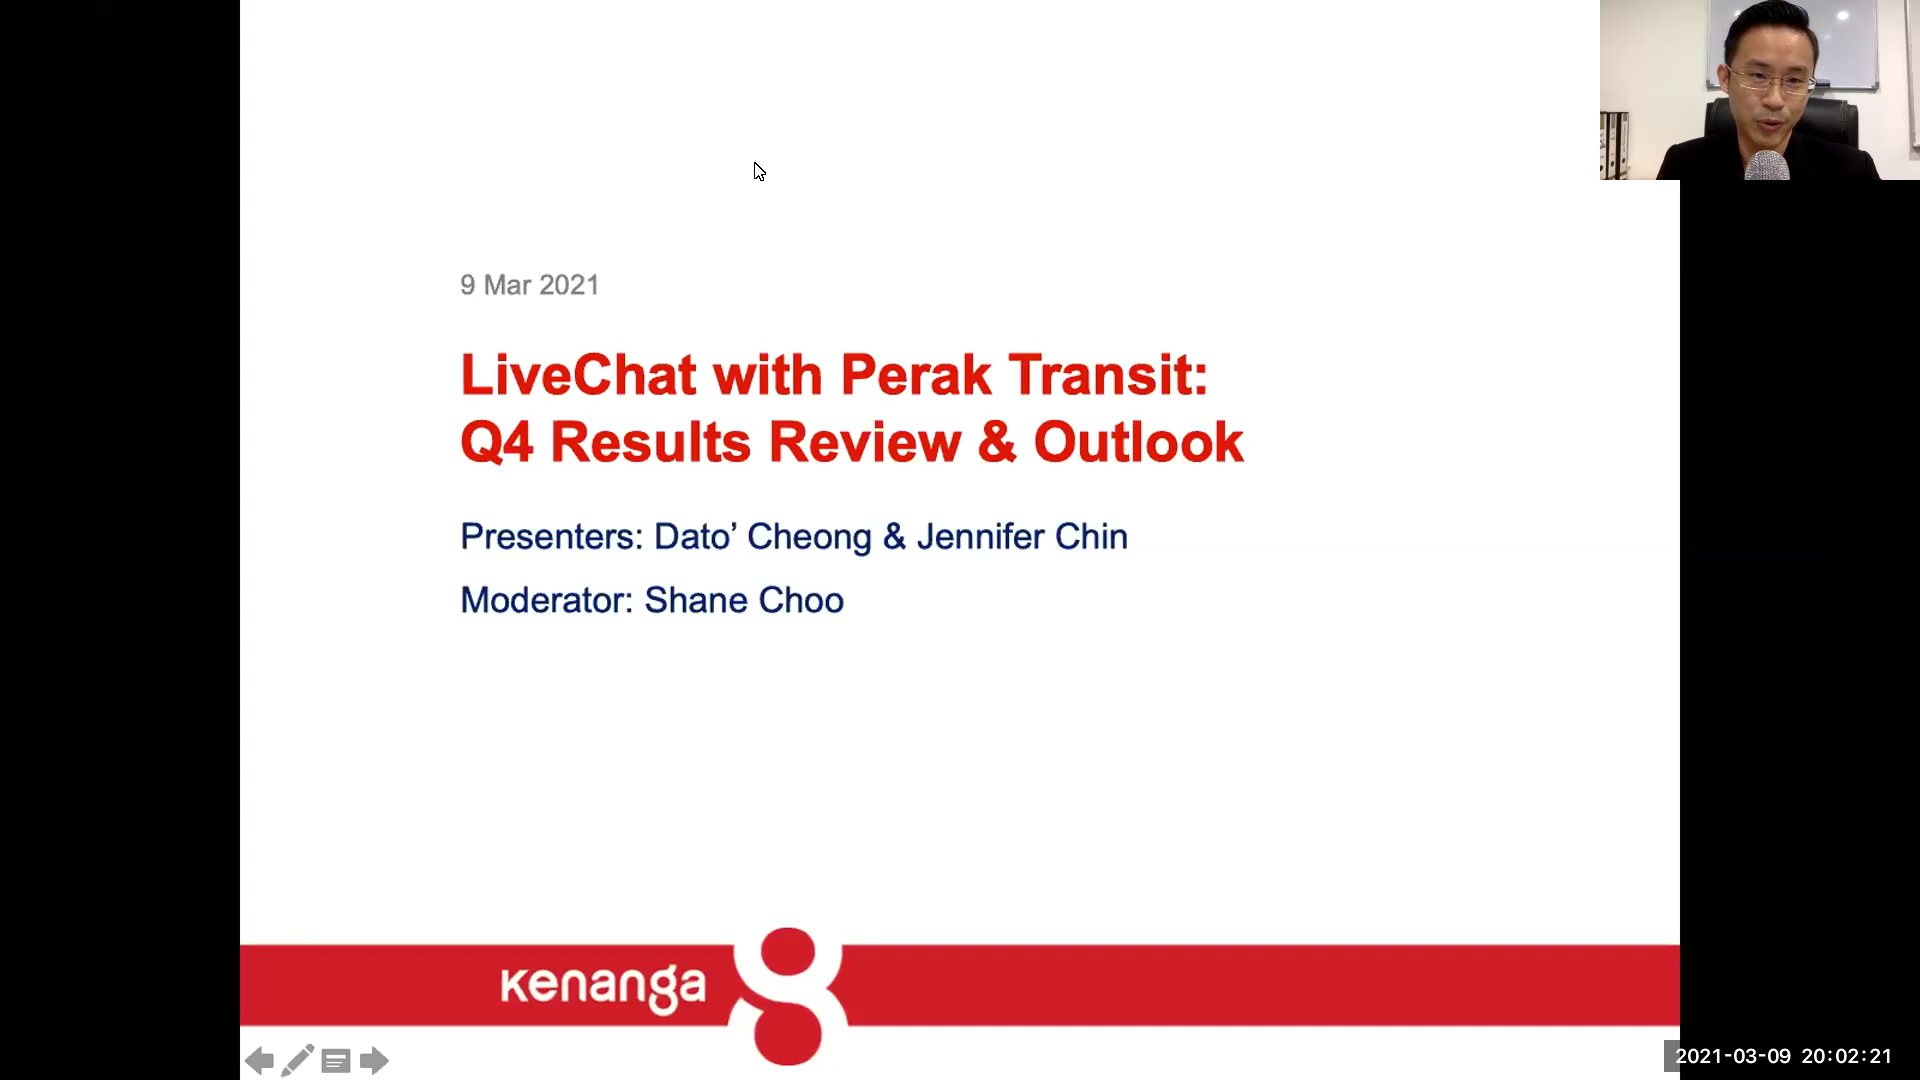 9 Mar 2021
LiveChat with Perak Transit:
Q4 Results Review & Outlook
Presenters: Dato’ Cheong & Jennifer Chin
Moderator: Shane Choo
kenanga
2021-03-09 20:02:21